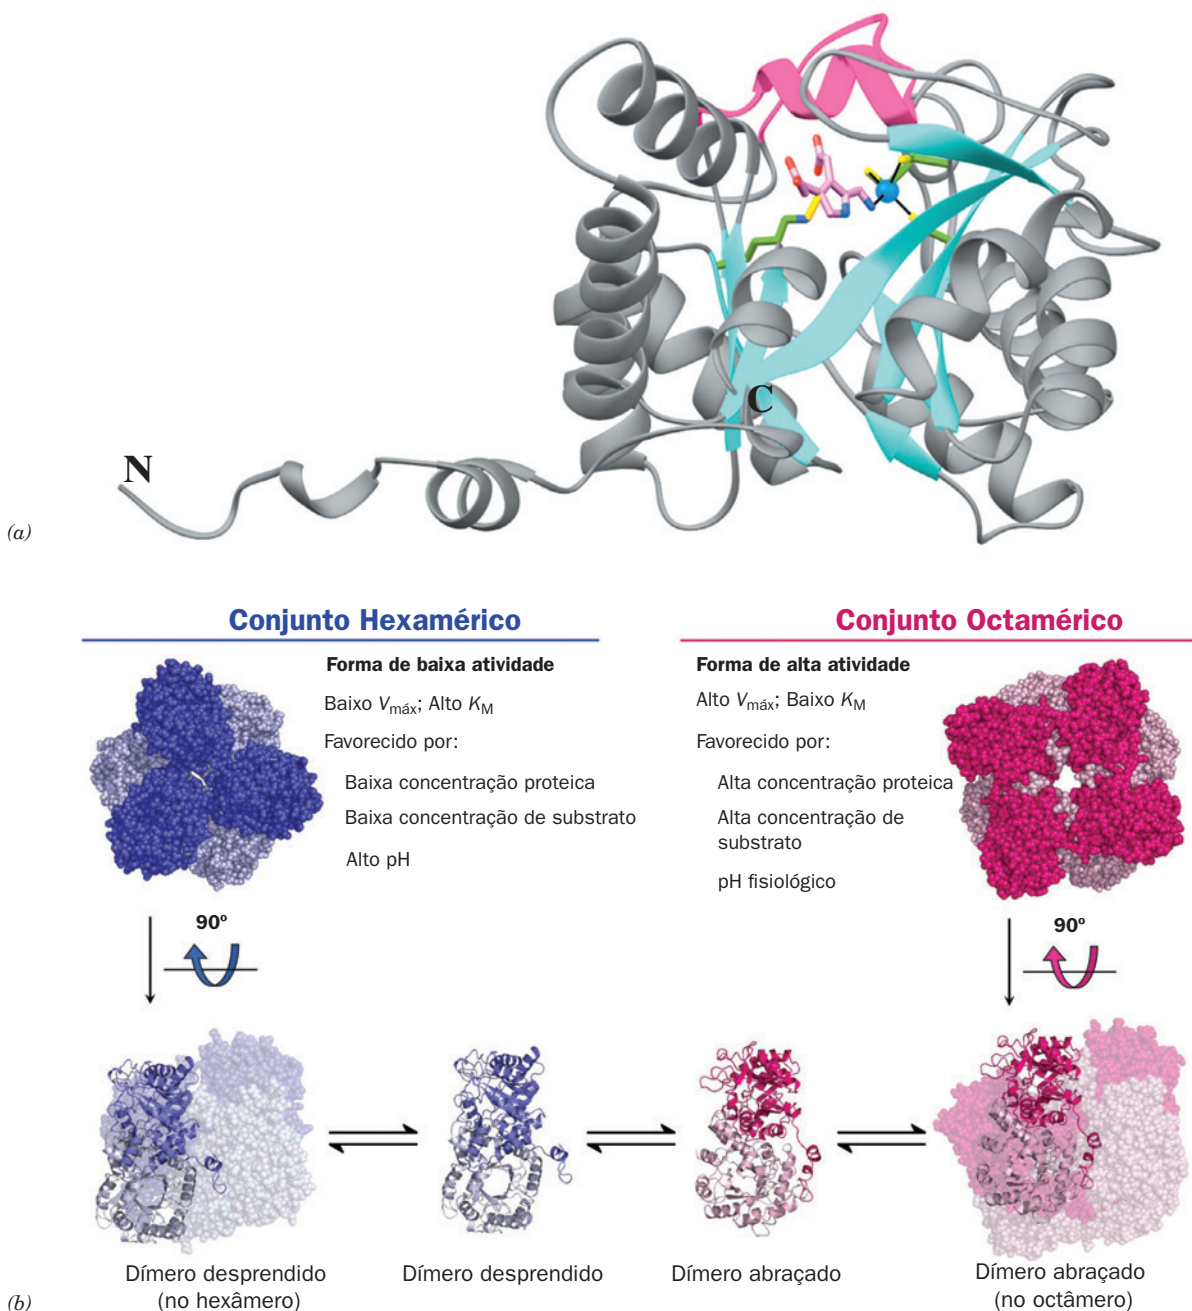 N
C
(a)
Conjunto Hexamérico
Forma de baixa atividade
Baixo Vmáx; Alto KM
Favorecido por:
Baixa concentração proteica
Baixa concentração de substrato
Alto pH
90º
Conjunto Octamérico
Forma de alta atividade
Alto Vmáx; Baixo KM
Favorecido por:
Alta concentração proteica
Alta concentração de
substrato
pH fisiológico
90º
Dímero desprendido
(no hexâmero)
Dímero desprendido
Dímero abraçado
Dímero abraçado
(no octâmero)
(b)